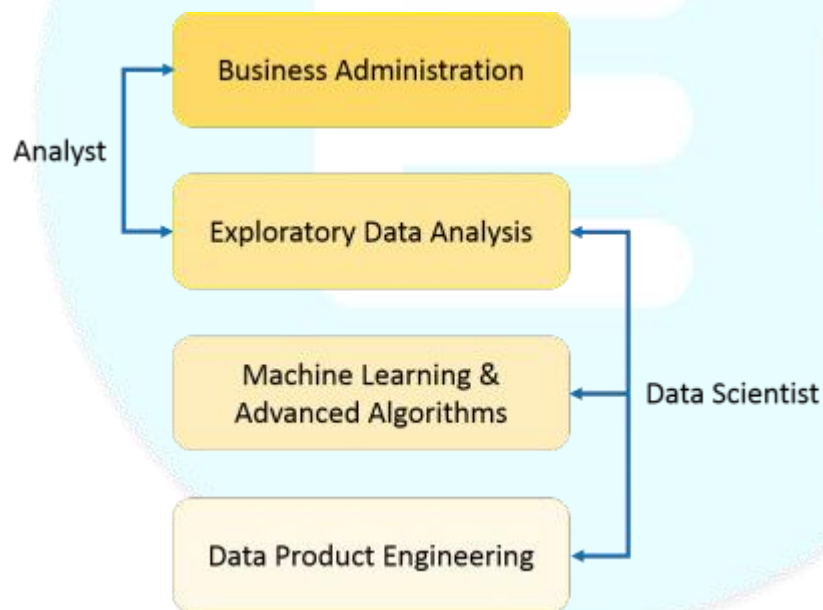 Business Administration
Analyst
Exploratory Data Analysis
Machine Learning &
Advanced Algorithms
Data Scientist
Data Product Engineering